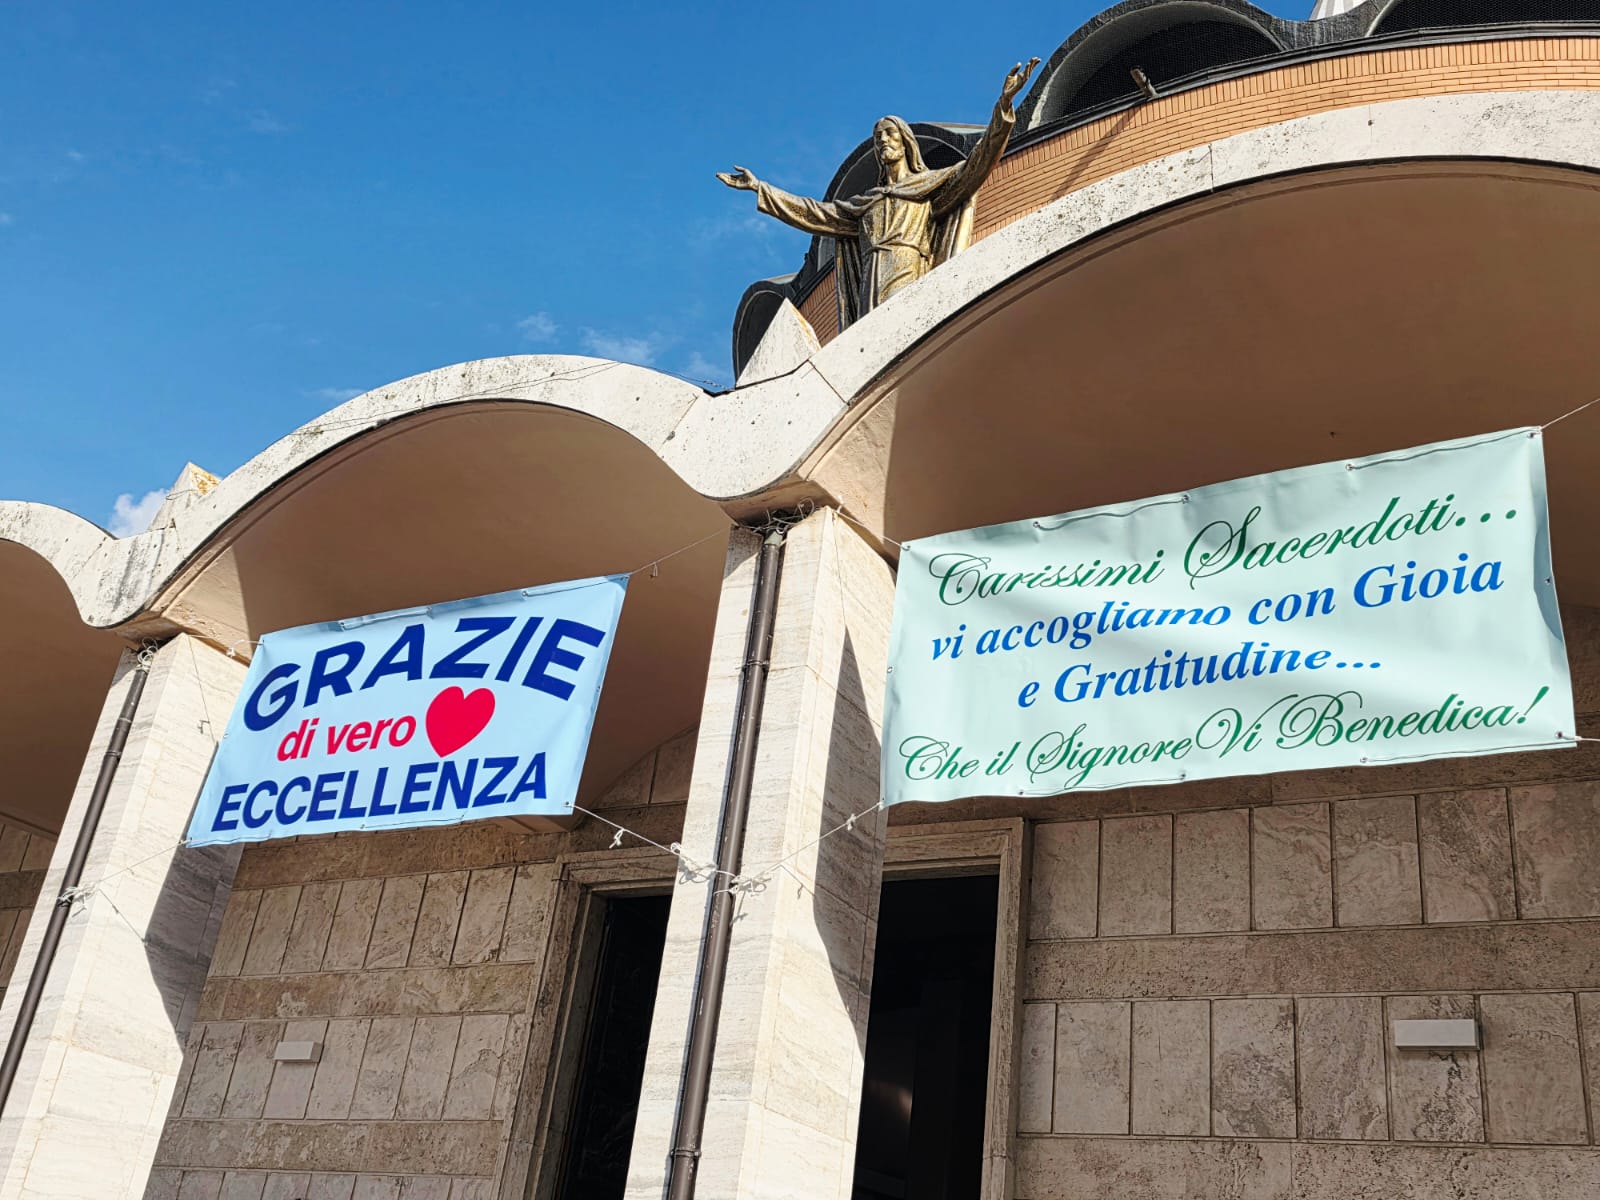 GRAZIE
di vero
ECCELLENZA
Carissimi Sacerdoti...
vi accogliamo con Gioia
e Gratitudine...
Che il Signore Vi Benedica!